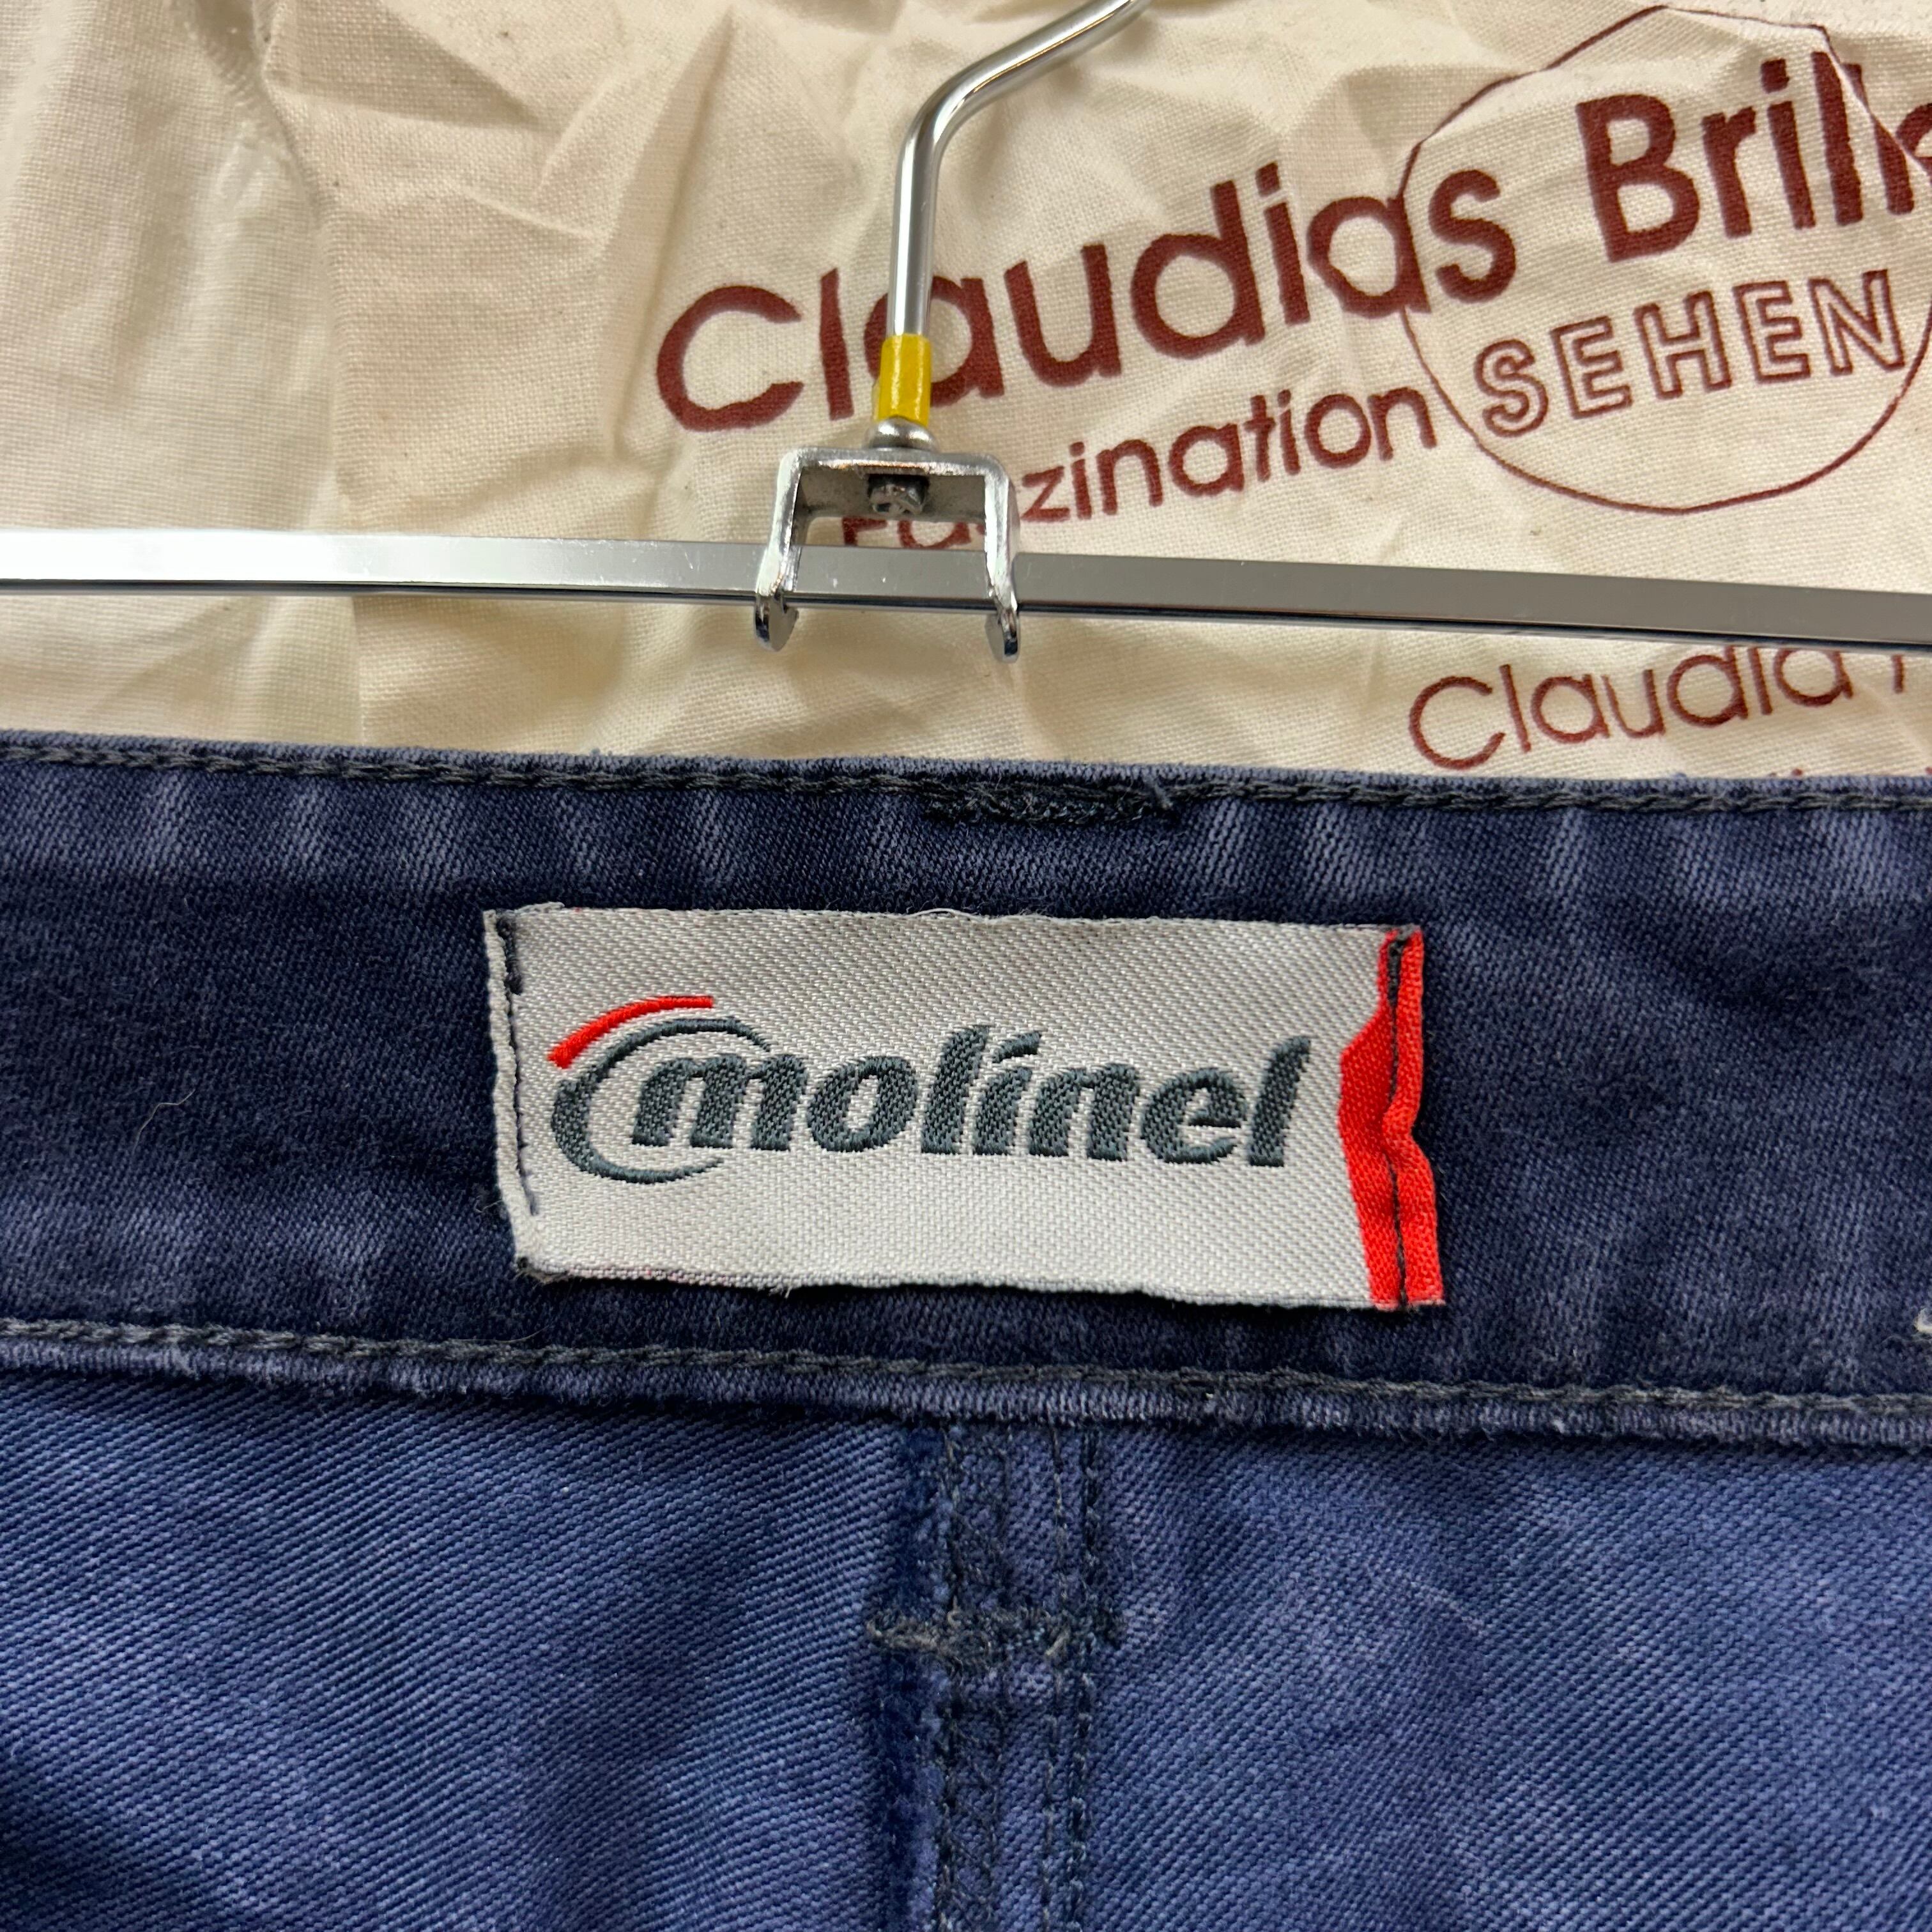 Claudias Brill
Faszination SEHEN
Claudia
molinel